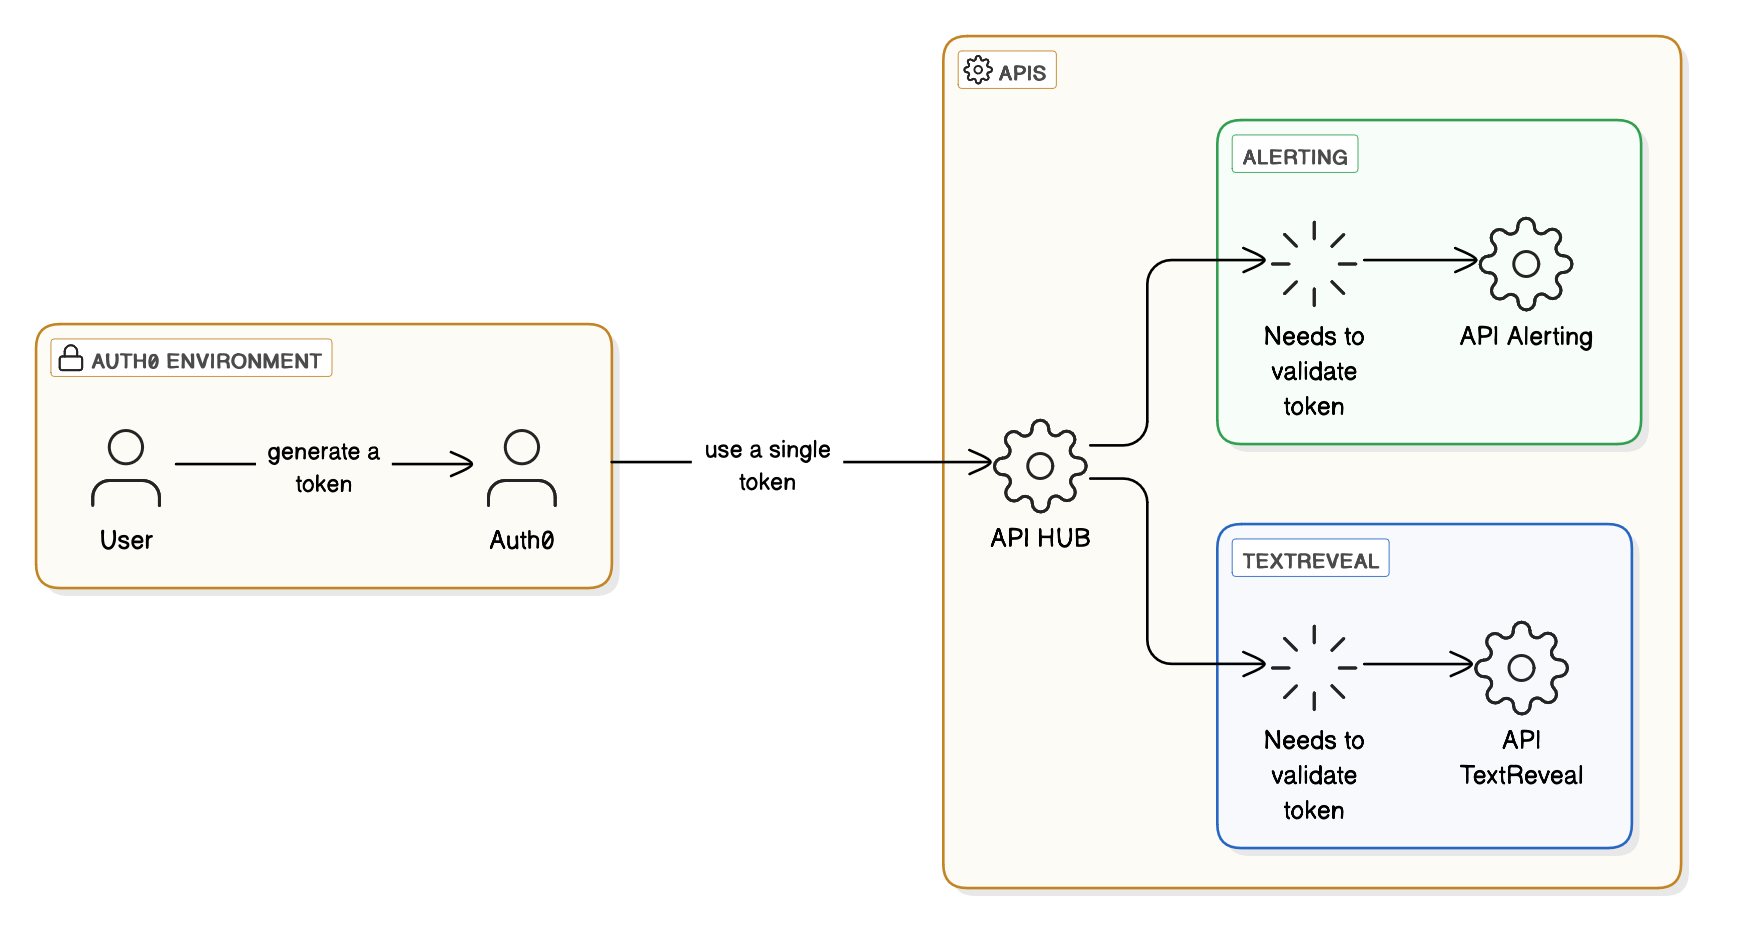 APIS
ALERTING
Needs to
validate
token
API Alerting
AUTH0 ENVIRONMENT
generate a
token
User
Auth0
use a single
token
API HUB
TEXTREVEAL
Needs to
validate
token
API
TextReveal